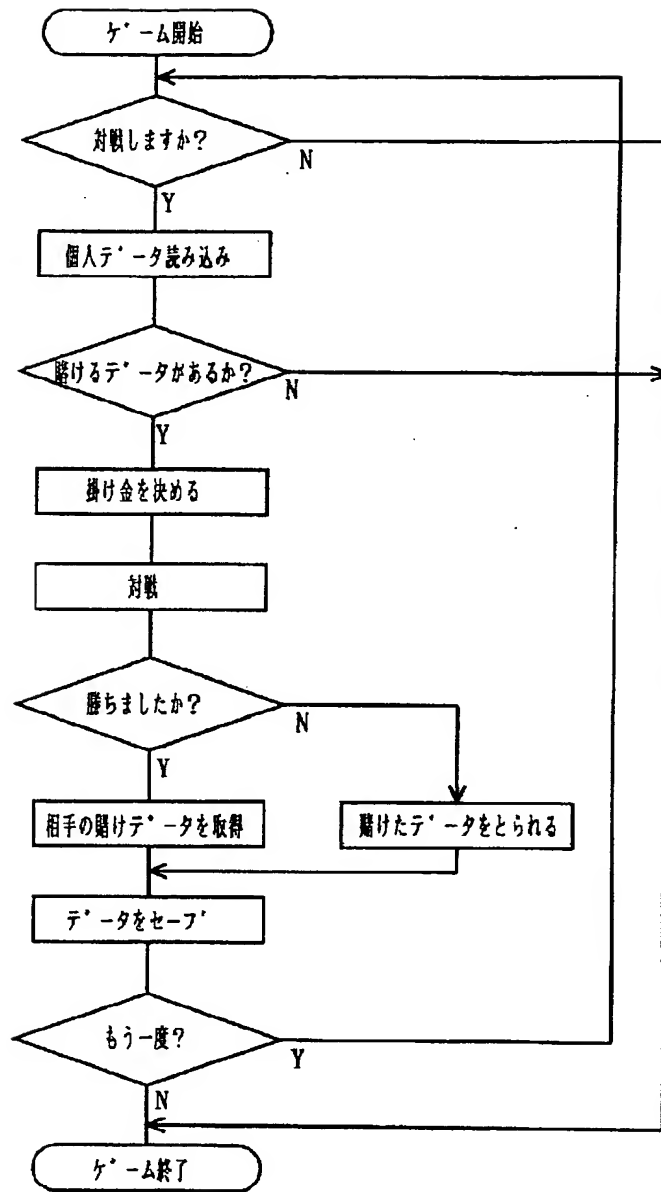 ゲーム開始
対戦しますか?
N
Y
個人データ読み込み
賭けるデータがあるか?
N
Y
掛け金を決める
対戦
勝ちましたか?
N
Y
相手の賭けデータを取得
賭けたデータをとられる
データをセーブ
もう一度?
Y
N
ゲーム終了